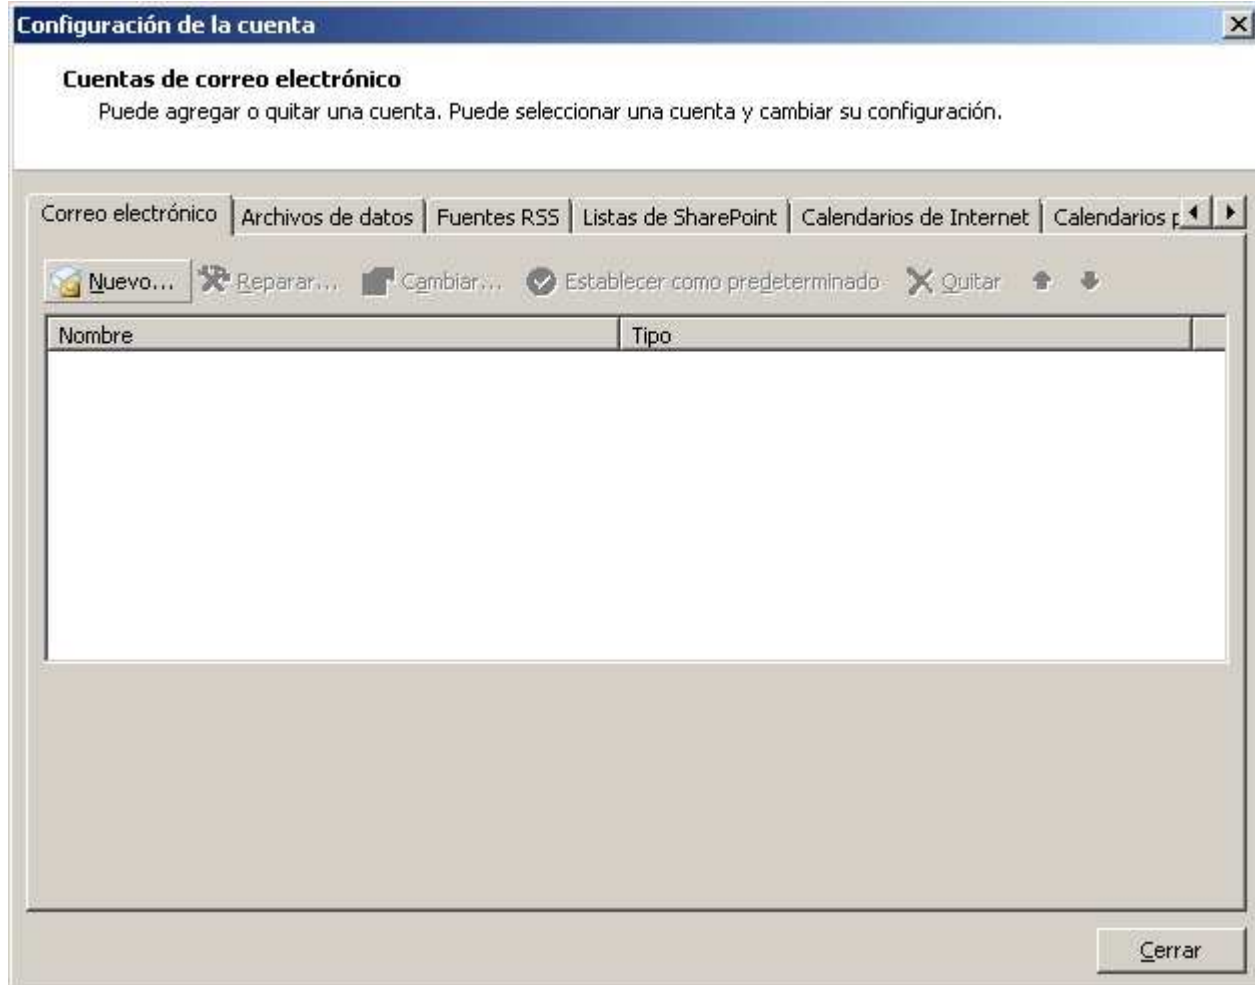 Configuración de la cuenta
Cuentas de correo electrónico
Puede agregar o quitar una cuenta. Puede seleccionar una cuenta y cambiar su configuración.
Correo electrónico Archivos de datos Fuentes RSS Listas de SharePoint Calendarios de Internet Calendarios p
Nuevo... Reparar... Cambiar... Establecer como predeterminado Quitar
Nombre Tipo
Cerrar